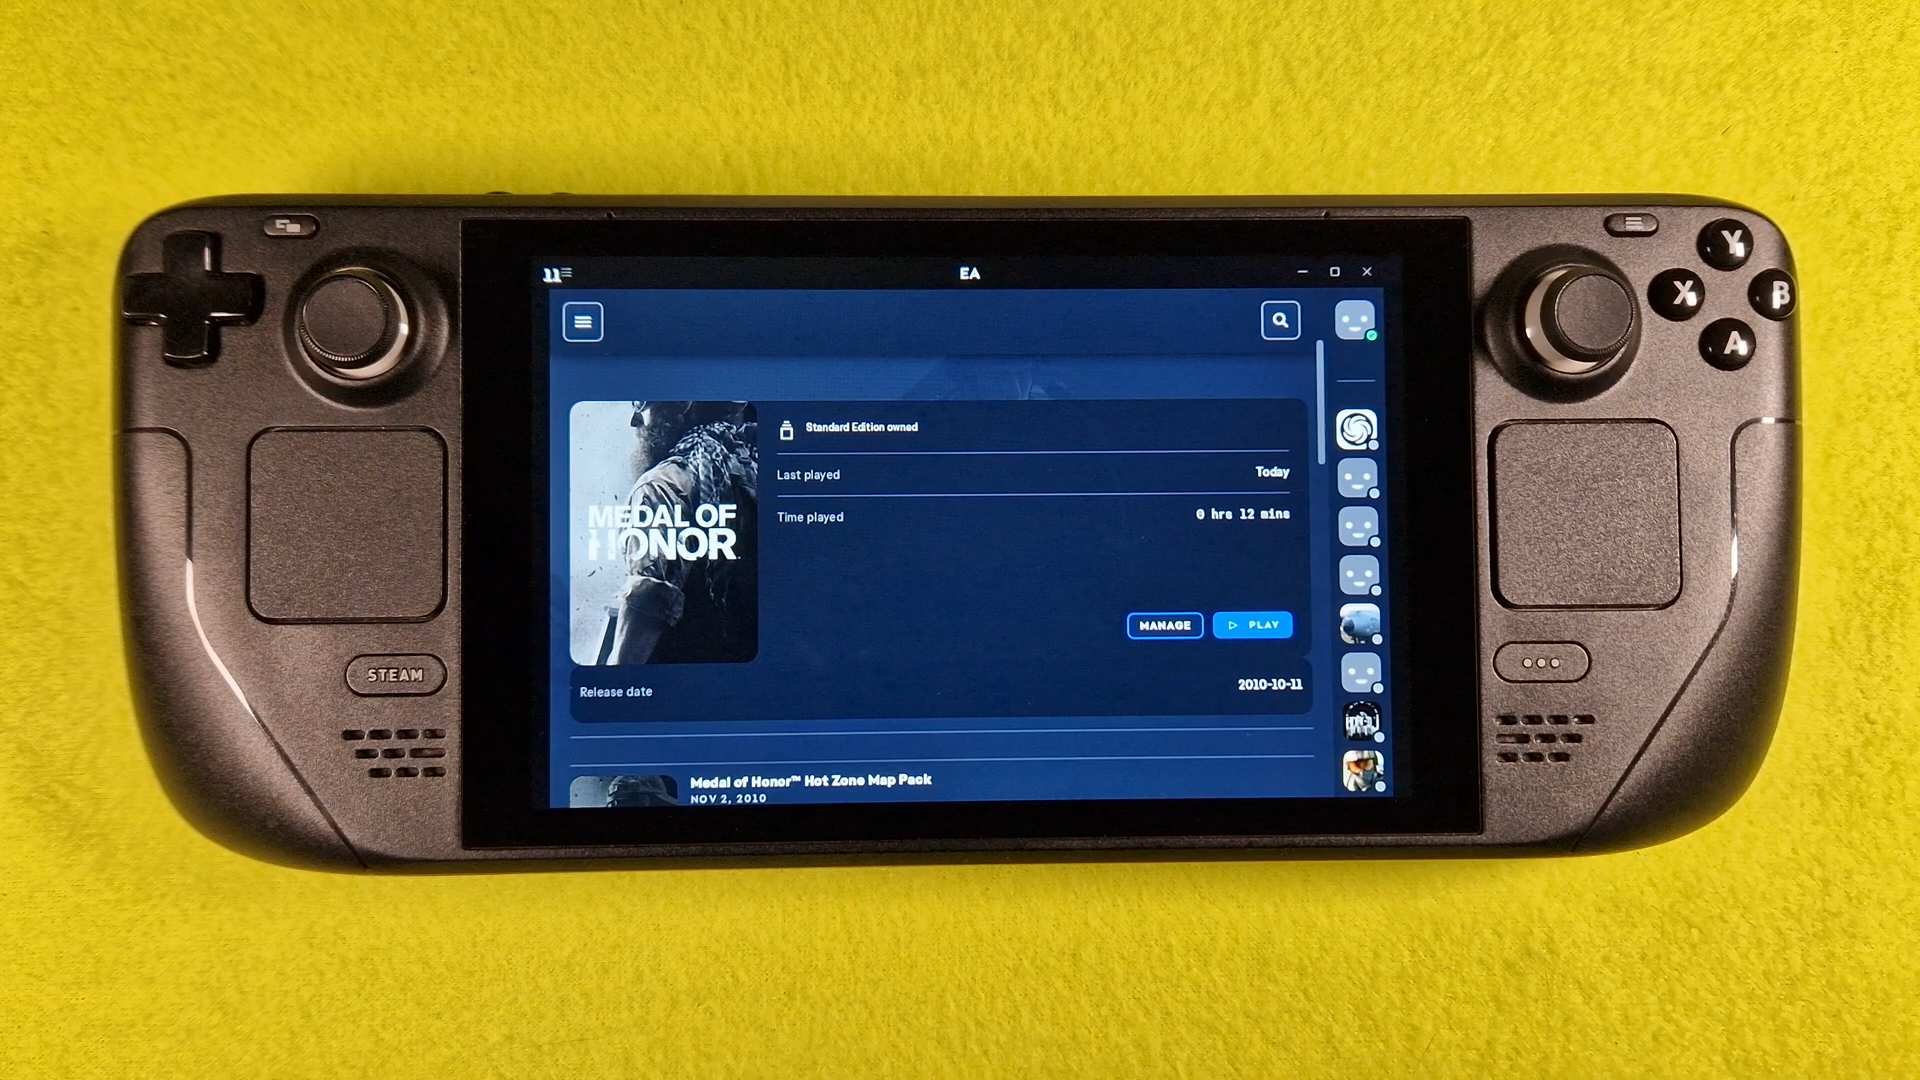 EA
Y
X
B
A
Standard Edition owned
Last played
Today
MEDAL OF
HONOR
Time played
0 hrs 12 mins
MANAGE
PLAY
STEAM
Release date
2010-10-11
Medal of Honor™ Hot Zone Map Pack
NOV 2, 2010